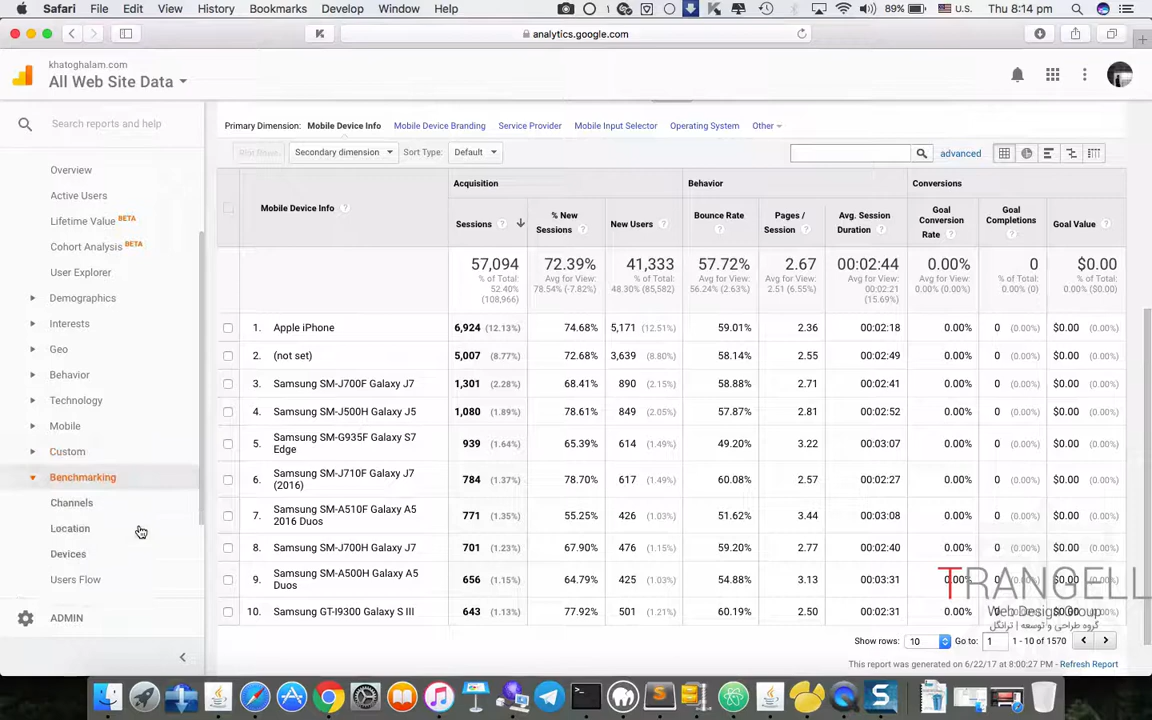 Safari File Edit View History Bookmarks Develop Window Help 89% U.S. Thu 8:14 pm
analytics.google.com
khatoghalam.com
All Web Site Data
Search reports and help
Overview
Active Users
Lifetime Value BETA
Cohort Analysis BETA
User Explorer
Demographics
Interests
Geo
Behavior
Technology
Mobile
Custom
Benchmarking
Channels
Location
Devices
Users Flow
ADMIN
Primary Dimension: Mobile Device Info Mobile Device Branding Service Provider Mobile Input Selector Operating System Other
Plot Rows Secondary dimension Sort Type: Default advanced
Acquisition Behavior Conversions
Mobile Device Info ? Sessions ? % New Sessions ? New Users ? Bounce Rate ? Pages / Session ? Avg. Session Duration ? Goal Conversion Rate ? Goal Completions ? Goal Value ?
57,094 72.39% 41,333 57.72% 2.67 00:02:44 0.00% 0 $0.00
% of Total: 52.40% (108,966) Avg for View: 78.54% (-7.82%) % of Total: 48.30% (85,582) Avg for View: 56.24% (2.63%) Avg for View: 2.51 (6.55%) Avg for View: 00:02:21 (15.69%) Avg for View: 0.00% (0.00%) % of Total: 0.00% (0) % of Total: 0.00% ($0.00)
1. Apple iPhone 6,924 (12.13%) 74.68% 5,171 (12.51%) 59.01% 2.36 00:02:18 0.00% 0 (0.00%) $0.00 (0.00%)
2. (not set) 5,007 (8.77%) 72.68% 3,639 (8.80%) 58.14% 2.55 00:02:49 0.00% 0 (0.00%) $0.00 (0.00%)
3. Samsung SM-J700F Galaxy J7 1,301 (2.28%) 68.41% 890 (2.15%) 58.88% 2.71 00:02:41 0.00% 0 (0.00%) $0.00 (0.00%)
4. Samsung SM-J500H Galaxy J5 1,080 (1.89%) 78.61% 849 (2.05%) 57.87% 2.81 00:02:52 0.00% 0 (0.00%) $0.00 (0.00%)
5. Samsung SM-G935F Galaxy S7 Edge 939 (1.64%) 65.39% 614 (1.49%) 49.20% 3.22 00:03:07 0.00% 0 (0.00%) $0.00 (0.00%)
6. Samsung SM-J710F Galaxy J7 (2016) 784 (1.37%) 78.70% 617 (1.49%) 60.08% 2.57 00:02:27 0.00% 0 (0.00%) $0.00 (0.00%)
7. Samsung SM-A510F Galaxy A5 2016 Duos 771 (1.35%) 55.25% 426 (1.03%) 51.62% 3.44 00:03:08 0.00% 0 (0.00%) $0.00 (0.00%)
8. Samsung SM-J700H Galaxy J7 701 (1.23%) 67.90% 476 (1.15%) 59.20% 2.77 00:02:40 0.00% 0 (0.00%) $0.00 (0.00%)
9. Samsung SM-A500H Galaxy A5 Duos 656 (1.15%) 64.79% 425 (1.03%) 54.88% 3.13 00:03:31 0.00% 0 (0.00%) $0.00 (0.00%)
10. Samsung GT-I9300 Galaxy S III 643 (1.13%) 77.92% 501 (1.21%) 60.19% 2.50 00:02:31 0.00% 0 (0.00%) $0.00 (0.00%)
TRANGELL
Web Design Group
گروه طراحی و توسعه | ترانگل
Show rows: 10 Go to: 1 1 - 10 of 1570
This report was generated on 6/22/17 at 8:00:27 PM - Refresh Report